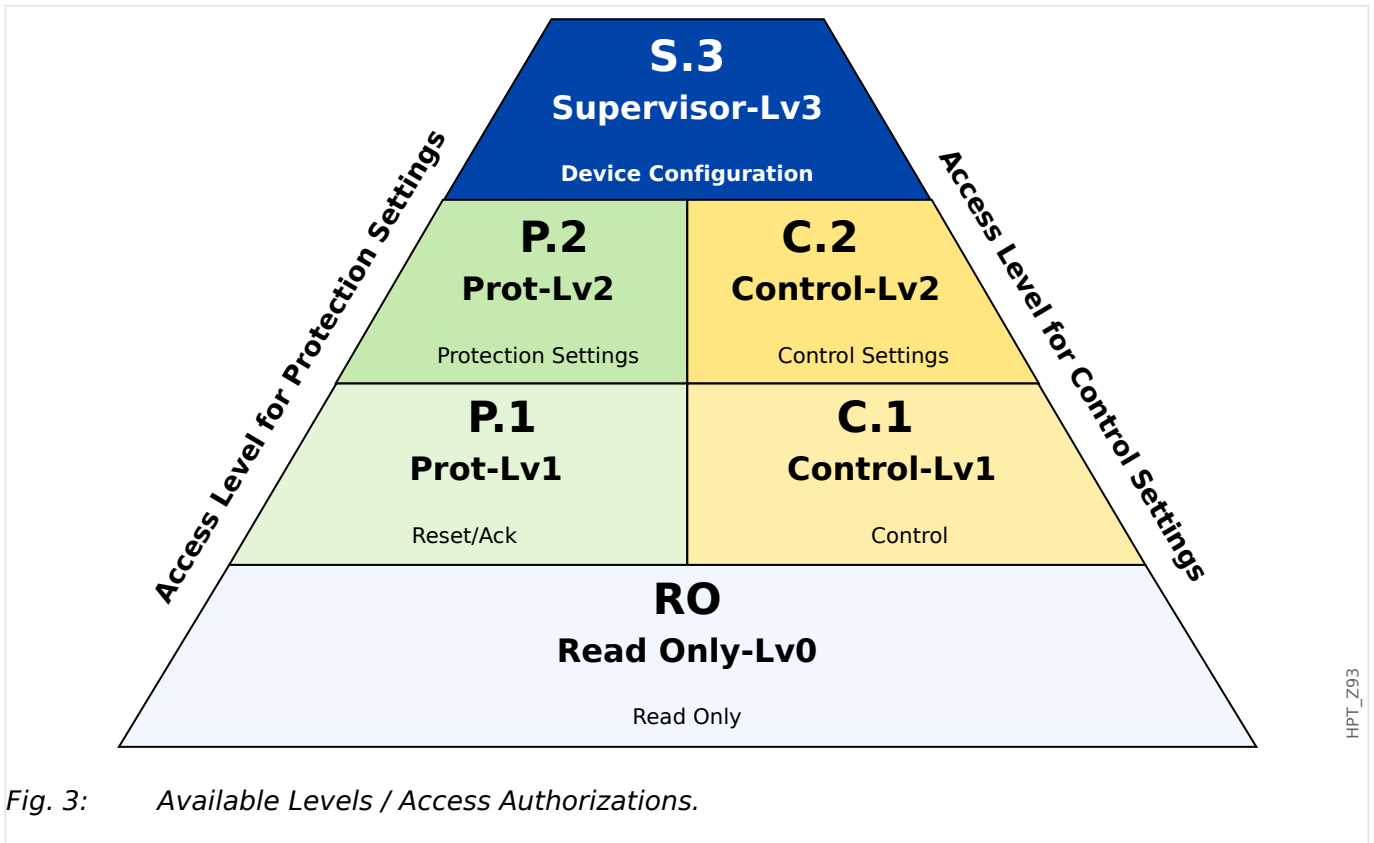 S.3
Supervisor-Lv3
Device Configuration
Access Level for Protection Settings
Access Level for Control Settings
P.2
Prot-Lv2
Protection Settings
C.2
Control-Lv2
Control Settings
P.1
Prot-Lv1
Reset/Ack
C.1
Control-Lv1
Control
RO
Read Only-Lv0
Read Only
HPT_Z93
Fig. 3: Available Levels / Access Authorizations.